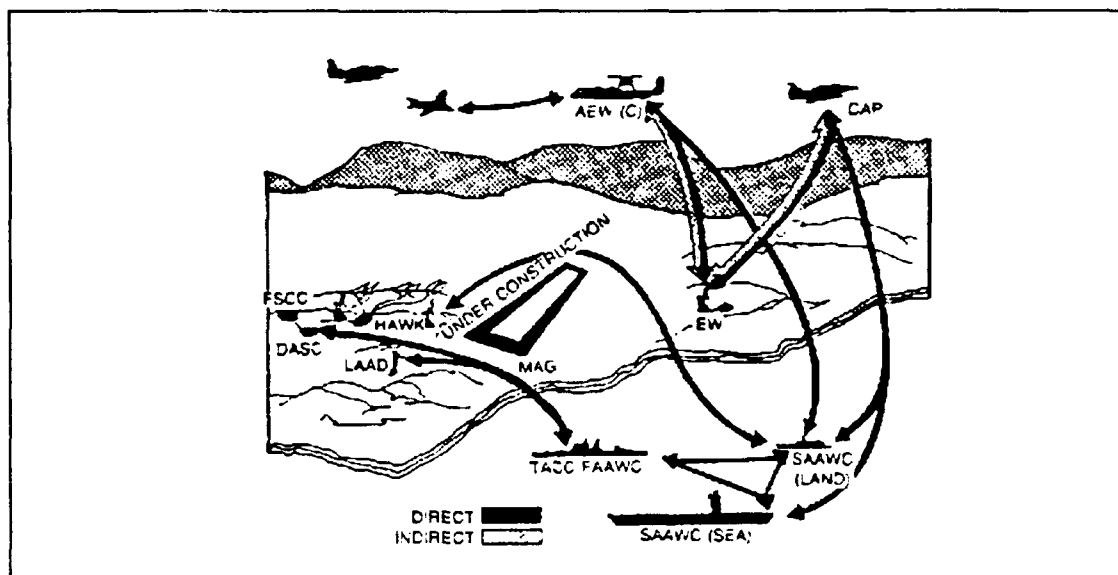 AEW (C)
CAP
UNDER CONSTRUCTION
FSCC
HAWK
EW
DASC
LAAD
MAG
TACC FAAWC
SAAWC
(LAND)
DIRECT
INDIRECT
SAAWC (SEA)